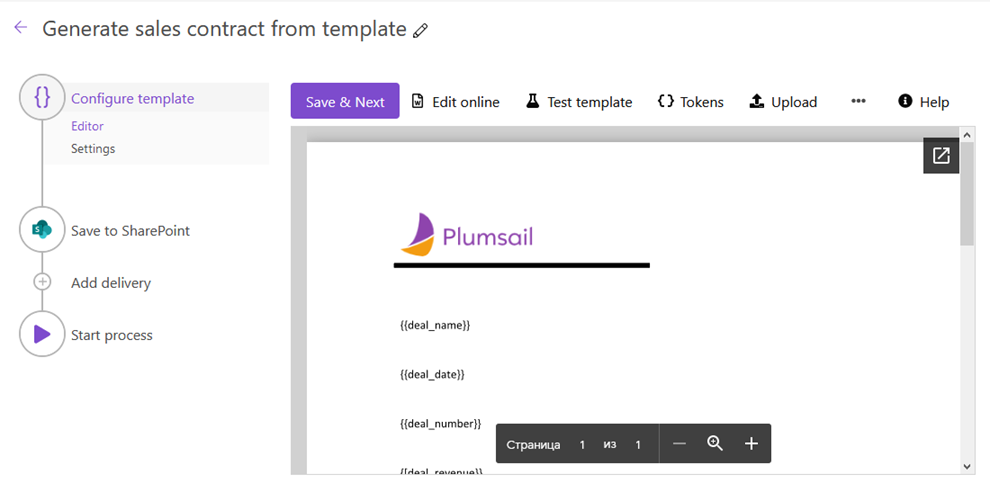 Generate sales contract from template
Configure template
Editor
Settings
Save to SharePoint
Add delivery
Start process
Save & Next Edit online Test template Tokens Upload Help
Plumsail
{{deal_name}}
{{deal_date}}
{{deal_number}}
{{deal_revenue}}
Страница 1 из 1